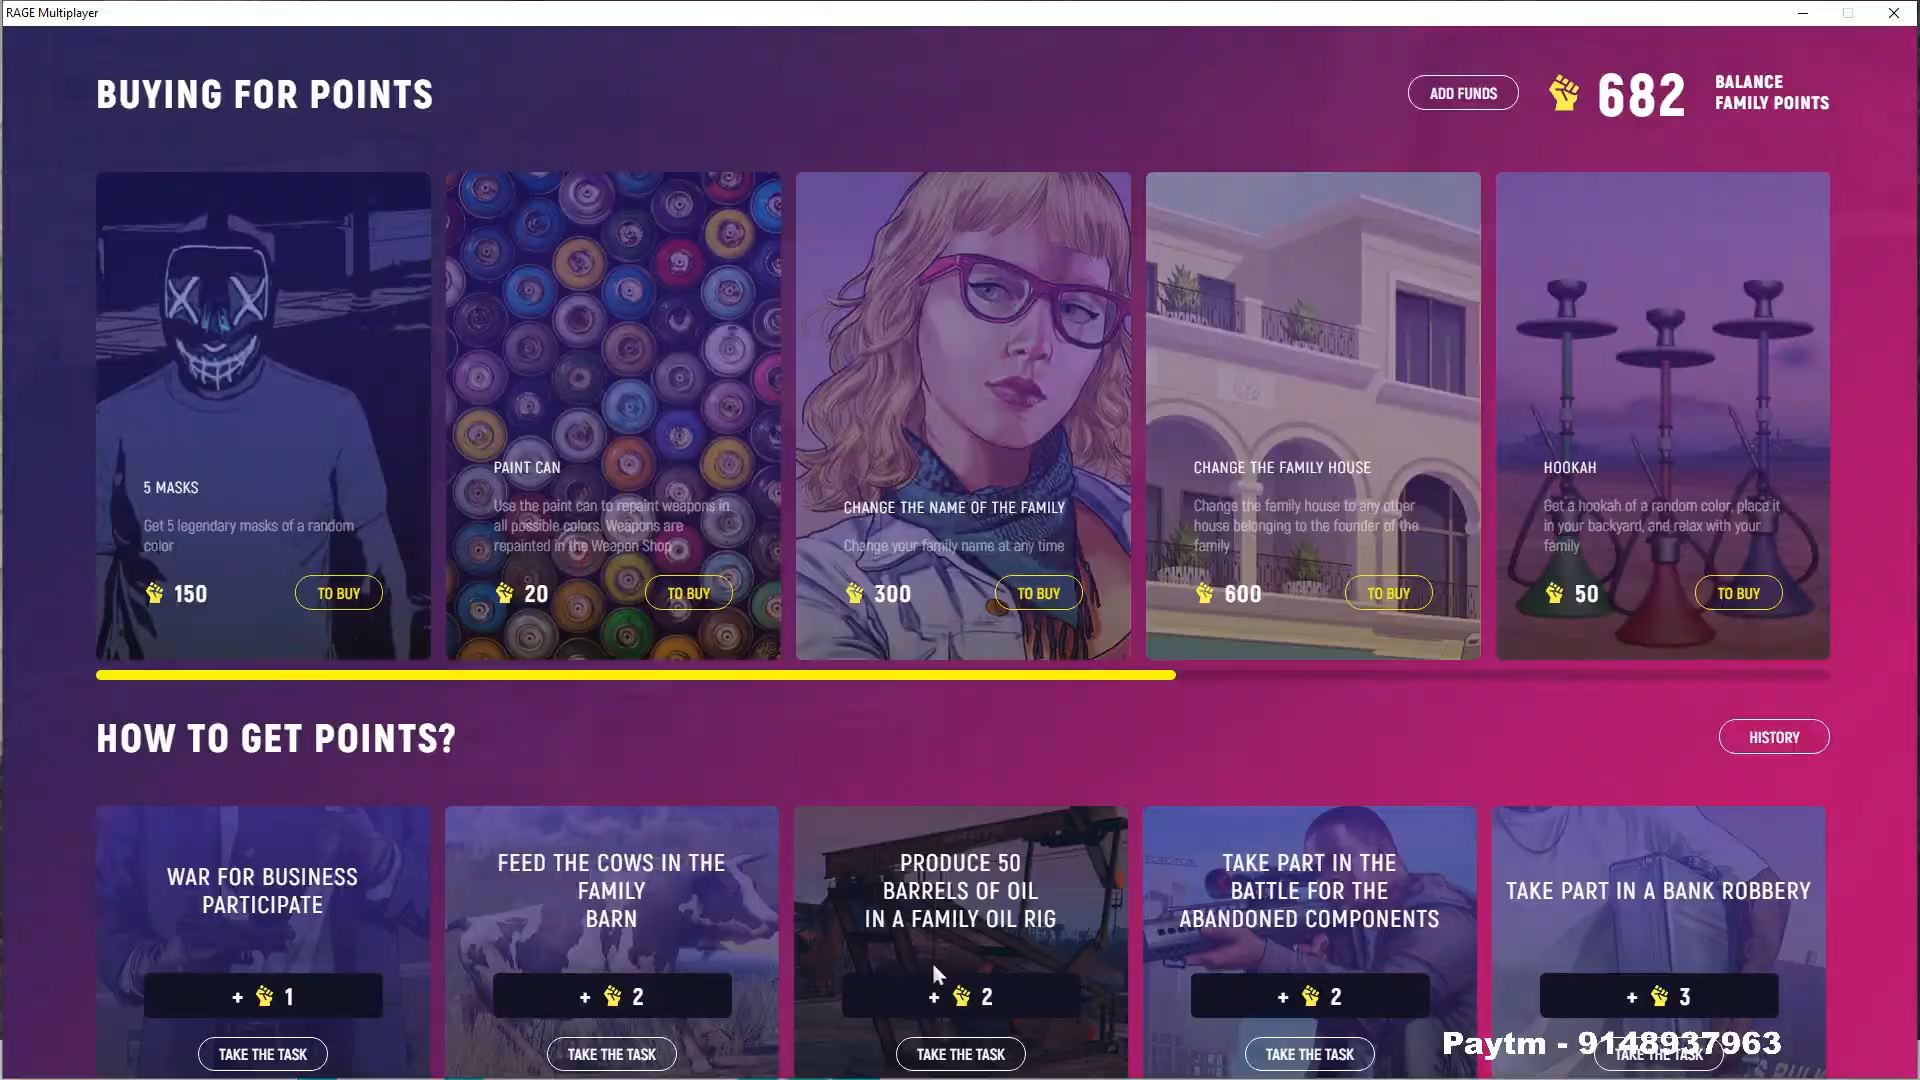 RAGE Multiplayer
BUYING FOR POINTS
ADD FUNDS
682
BALANCE
FAMILY POINTS
5 MASKS
Get 5 legendary masks of a random
color
150
TO BUY
PAINT CAN
Use the paint can to repaint weapons in
all possible colors. Weapons are
repainted in the Weapon Shop
20
TO BUY
CHANGE THE NAME OF THE FAMILY
Change your family name at any time
300
TO BUY
CHANGE THE FAMILY HOUSE
Change the family house to any other
house belonging to the founder of the
family
600
TO BUY
HOOKAH
Get a hookah of a random color, place it
in your backyard, and relax with your
family
50
TO BUY
HOW TO GET POINTS?
HISTORY
WAR FOR BUSINESS
PARTICIPATE
+ 1
TAKE THE TASK
FEED THE COWS IN THE
FAMILY
BARN
+ 2
TAKE THE TASK
PRODUCE 50
BARRELS OF OIL
IN A FAMILY OIL RIG
+ 2
TAKE THE TASK
TAKE PART IN THE
BATTLE FOR THE
ABANDONED COMPONENTS
+ 2
TAKE THE TASK
TAKE PART IN A BANK ROBBERY
+ 3
TAKE THE TASK
Paytm - 9148937963